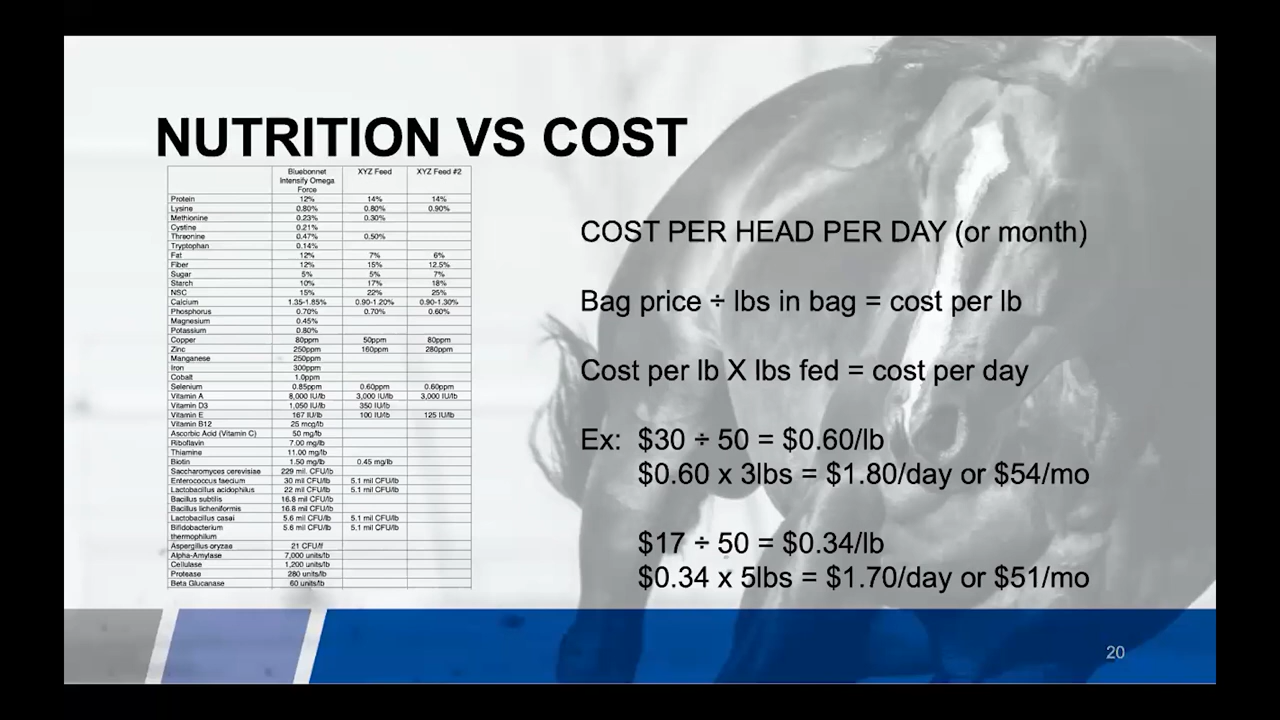 NUTRITION VS COST
Bluebonnet Intensify Omega Force XYZ Feed XYZ Feed #2
Protein 12% 14% 14%
Lysine 0.80% 0.80% 0.90%
Methionine 0.23% 0.30%
Cystine 0.21%
Threonine 0.47% 0.50%
Tryptophan 0.14%
Fat 12% 7% 6%
Fiber 12% 15% 12.5%
Sugar 5% 5% 7%
Starch 10% 17% 18%
NSC 15% 22% 25%
Calcium 1.35-1.85% 0.90-1.20% 0.90-1.30%
Phosphorus 0.70% 0.70% 0.60%
Magnesium 0.45%
Potassium 0.80%
Copper 80ppm 50ppm 80ppm
Zinc 250ppm 160ppm 280ppm
Manganese 250ppm
Iron 300ppm
Cobalt 1.0ppm
Selenium 0.85ppm 0.60ppm 0.60ppm
Vitamin A 8,000 IU/lb 3,000 IU/lb 3,000 IU/lb
Vitamin D3 1,050 IU/lb 350 IU/lb
Vitamin E 167 IU/lb 100 IU/lb 125 IU/lb
Vitamin B12 25 mcg/lb
Ascorbic Acid (Vitamin C) 50 mg/lb
Riboflavin 7.00 mg/lb
Thiamine 11.00 mg/lb
Biotin 1.50 mg/lb 0.45 mg/lb
Saccharomyces cerevisiae 229 mil. CFU/lb
Enterococcus faecium 30 mil CFU/lb 5.1 mil CFU/lb
Lactobacillus acidophilus 22 mil CFU/lb 5.1 mil CFU/lb
Bacillus subtilis 16.8 mil CFU/lb
Bacillus licheniformis 16.8 mil CFU/lb
Lactobacillus casei 5.6 mil CFU/lb 5.1 mil CFU/lb
Bifidobacterium thermophilum 5.6 mil CFU/lb 5.1 mil CFU/lb
Aspergillus oryzae 21 CFU/lf
Alpha-Amylase 7,000 units/lb
Cellulase 1,200 units/lb
Protease 280 units/lb
Beta Glucanase 60 units/lb
COST PER HEAD PER DAY (or month)
Bag price ÷ lbs in bag = cost per lb
Cost per lb X lbs fed = cost per day
Ex: $30 ÷ 50 = $0.60/lb
$0.60 x 3lbs = $1.80/day or $54/mo
$17 ÷ 50 = $0.34/lb
$0.34 x 5lbs = $1.70/day or $51/mo
20